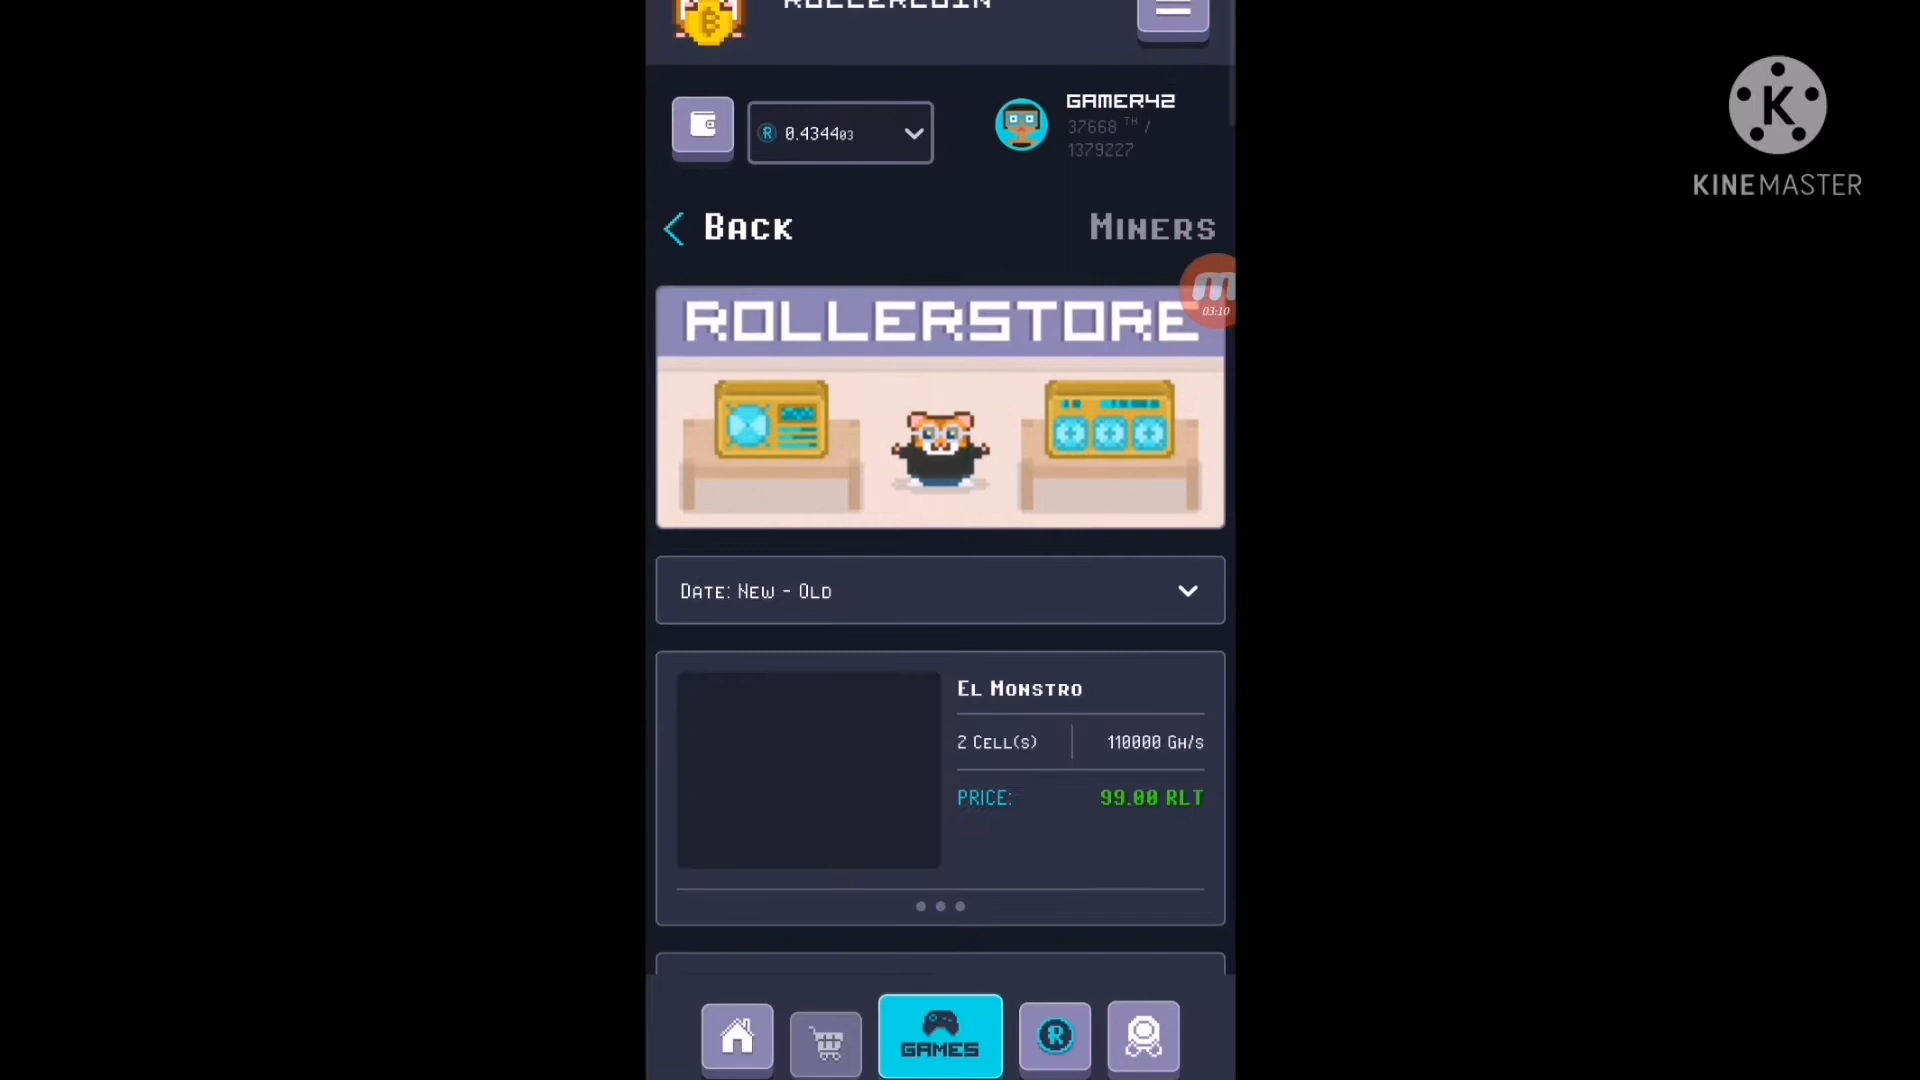 ROLLERCOIN
0.434403
GAMER42
37668 TH /
1379227
KINEMASTER
BACK
MINERS
ROLLERSTORE
03:10
DATE: NEW - OLD
EL MONSTRO
2 CELL(S)
110000 GH/S
PRICE:
99.00 RLT
GAMES